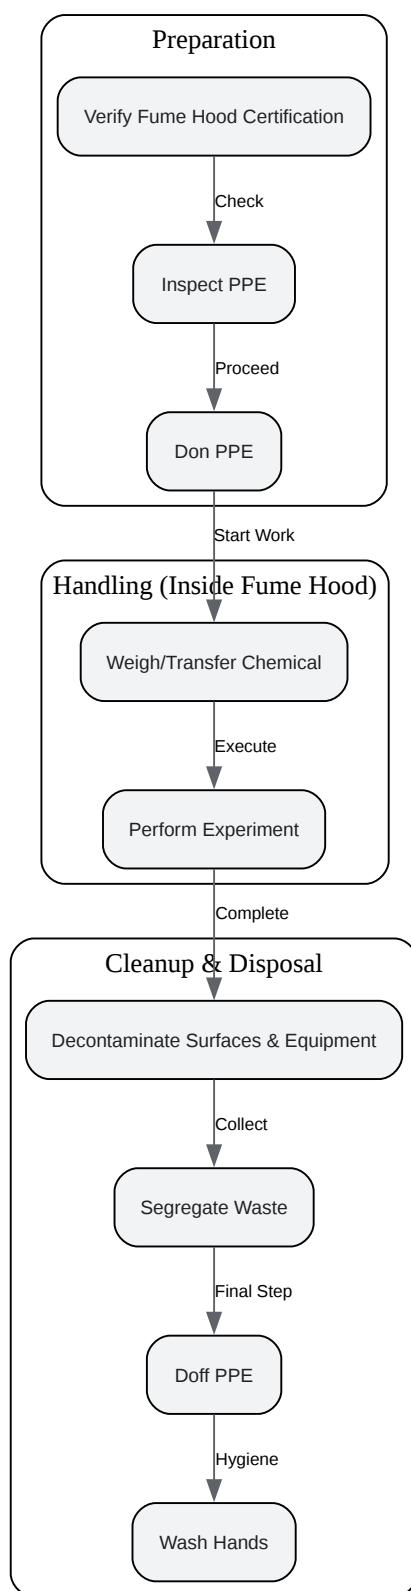 Preparation
Verify Fume Hood Certification
Check
Inspect PPE
Proceed
Don PPE
Start Work
Handling (Inside Fume Hood)
Weigh/Transfer Chemical
Execute
Perform Experiment
Complete
Cleanup & Disposal
Decontaminate Surfaces & Equipment
Collect
Segregate Waste
Final Step
Doff PPE
Hygiene
Wash Hands